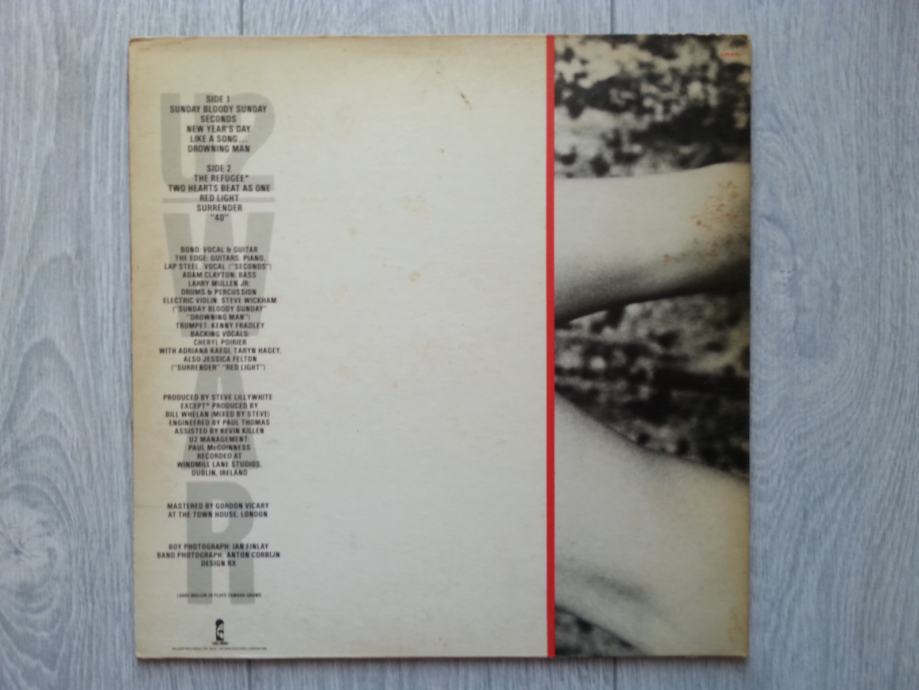 U2
WAR
SIDE 1
SUNDAY BLOODY SUNDAY
SECONDS
NEW YEAR'S DAY
LIKE A SONG...
DROWNING MAN
SIDE 2
THE REFUGEE*
TWO HEARTS BEAT AS ONE
RED LIGHT
SURRENDER
"40"
BONO: VOCAL & GUITAR
THE EDGE: GUITARS, PIANO,
LAP STEEL, VOCAL ("SECONDS")
ADAM CLAYTON: BASS
LARRY MULLEN JR:
DRUMS & PERCUSSION
ELECTRIC VIOLIN: STEVE WICKHAM
("SUNDAY BLOODY SUNDAY"
"DROWNING MAN")
TRUMPET: KENNY FRADLEY
BACKING VOCALS:
CHERYL POIRIER
WITH ADRIANA KAEGI, TARYN HAGEY,
ALSO JESSICA FELTON
("SURRENDER" "RED LIGHT")
PRODUCED BY STEVE LILLYWHITE
EXCEPT* PRODUCED BY
BILL WHELAN (MIXED BY STEVE)
ENGINEERED BY PAUL THOMAS
ASSISTED BY KEVIN KILLEN
U2 MANAGEMENT:
PAUL McGUINNESS
RECORDED AT
WINDMILL LANE STUDIOS,
DUBLIN, IRELAND
MASTERED BY GORDON VICARY
AT THE TOWN HOUSE, LONDON
BOY PHOTOGRAPH: IAN FINLAY
BAND PHOTOGRAPH: ANTON CORBIJN
DESIGN RX
LARRY MULLEN JR PLAYS YAMAHA DRUMS